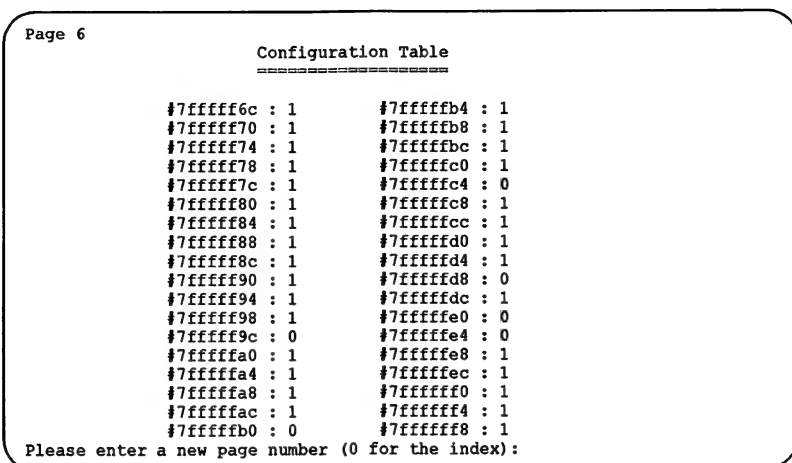 Page 6
Configuration Table
===================
#7fffff6c : 1 #7fffffb4 : 1
#7fffff70 : 1 #7fffffb8 : 1
#7fffff74 : 1 #7fffffbc : 1
#7fffff78 : 1 #7fffffc0 : 1
#7fffff7c : 1 #7fffffc4 : 0
#7fffff80 : 1 #7fffffc8 : 1
#7fffff84 : 1 #7fffffcc : 1
#7fffff88 : 1 #7fffffd0 : 1
#7fffff8c : 1 #7fffffd4 : 1
#7fffff90 : 1 #7fffffd8 : 0
#7fffff94 : 1 #7fffffdc : 1
#7fffff98 : 1 #7fffffe0 : 0
#7fffff9c : 0 #7fffffe4 : 0
#7fffffa0 : 1 #7fffffe8 : 1
#7fffffa4 : 1 #7fffffec : 1
#7fffffa8 : 1 #7ffffff0 : 1
#7fffffac : 1 #7ffffff4 : 1
#7fffffb0 : 0 #7ffffff8 : 1
Please enter a new page number (0 for the index):